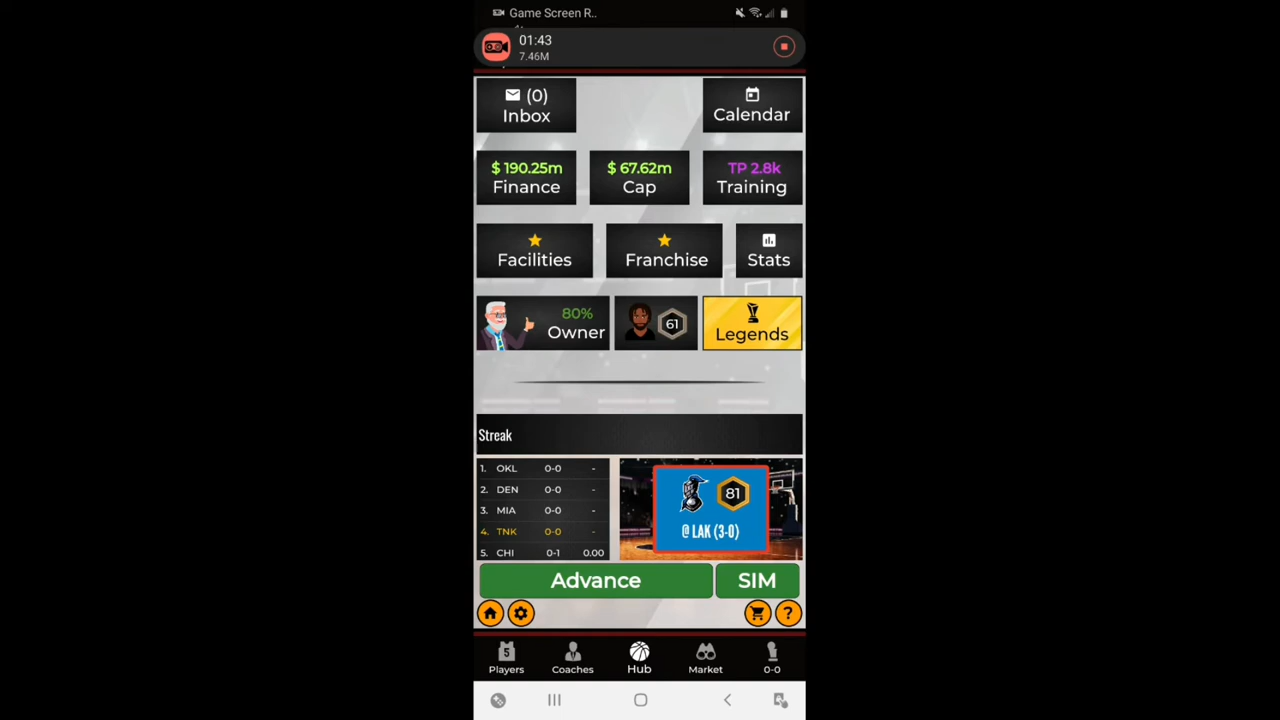 Game Screen R..
01:43
7.46M
(0)
Inbox
Calendar
$ 190.25m
Finance
$ 67.62m
Cap
TP 2.8k
Training
Facilities
Franchise
Stats
80%
Owner
61
Legends
Streak
1. OKL 0-0 -
2. DEN 0-0 -
3. MIA 0-0 -
4. TNK 0-0 -
5. CHI 0-1 0.00
81
@ LAK (3-0)
Advance
SIM
?
5
Players
Coaches
Hub
Market
0-0